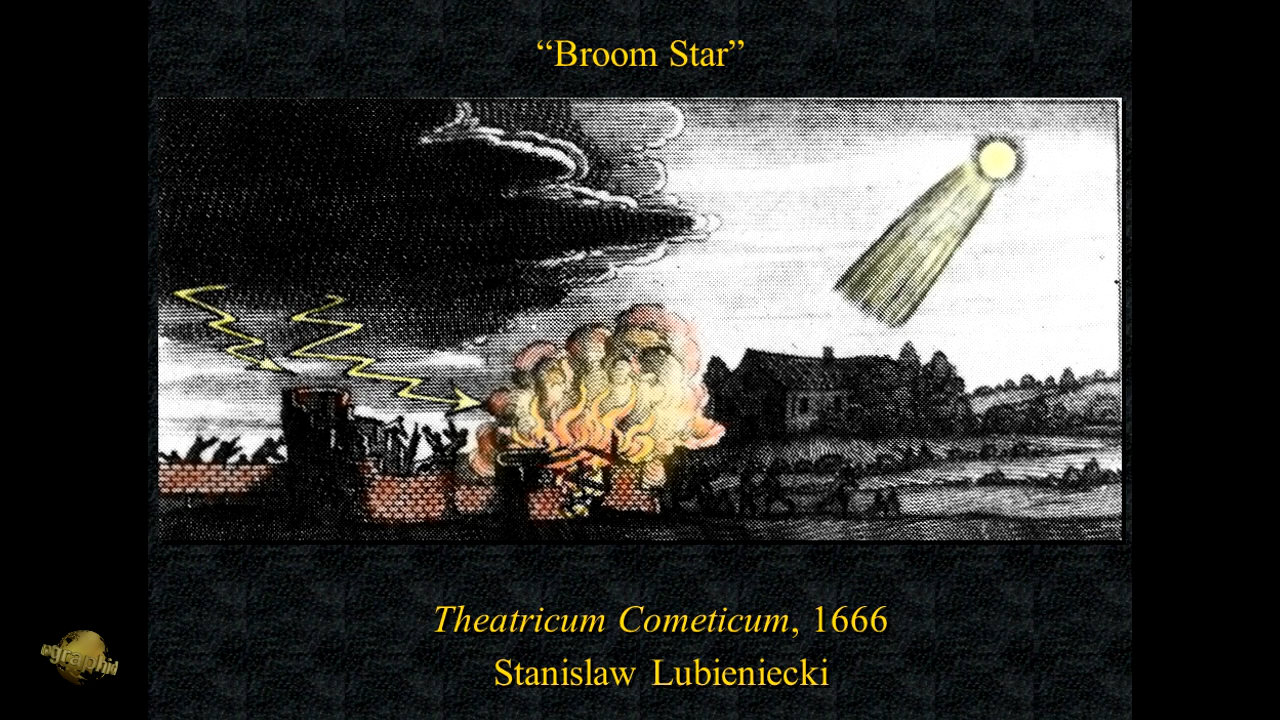 “Broom Star”
Theatricum Cometicum, 1666
Stanislaw Lubieniecki